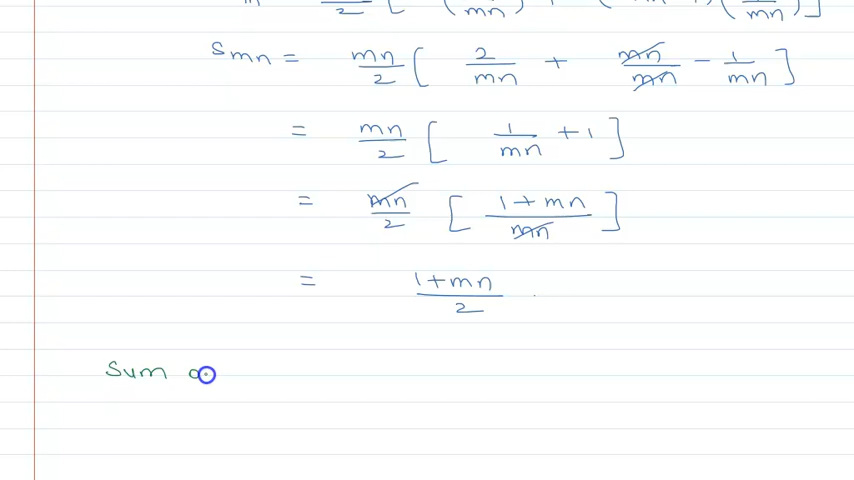 S_mn = mn/2 [ 2/mn + mn/mn - 1/mn ]
= mn/2 [ 1/mn + 1 ]
= mn/2 [ 1+mn/mn ]
= 1+mn/2
Sum o